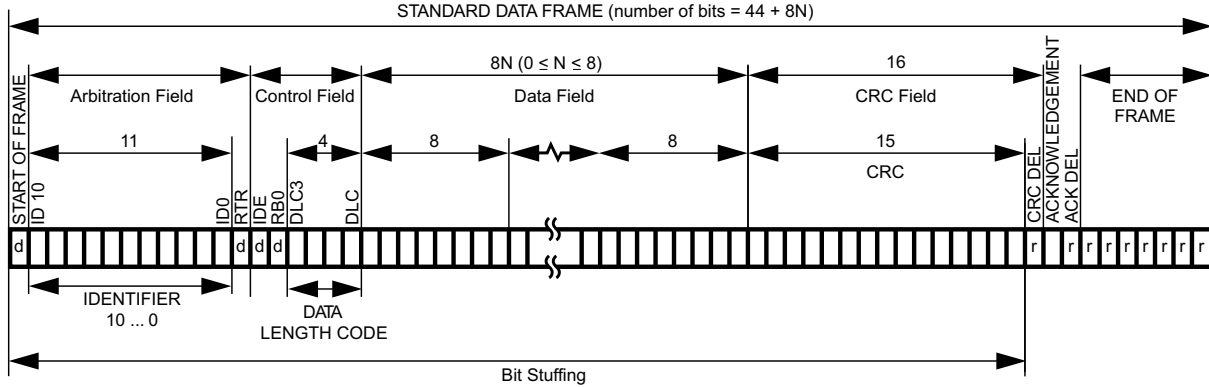 STANDARD DATA FRAME (number of bits = 44 + 8N)
8N (0 ≤ N ≤ 8)
16
Arbitration Field
Control Field
Data Field
CRC Field
END OF
FRAME
11
4
8
8
15
CRC
START OF FRAME
ID 10
ID0
RTR
IDE
RB0
DLC3
DLC
CRC DEL
ACKNOWLEDGEMENT
ACK DEL
d
d
d
d
r
r
r
r
r
r
r
r
r
IDENTIFIER
10 ... 0
DATA
LENGTH CODE
Bit Stuffing